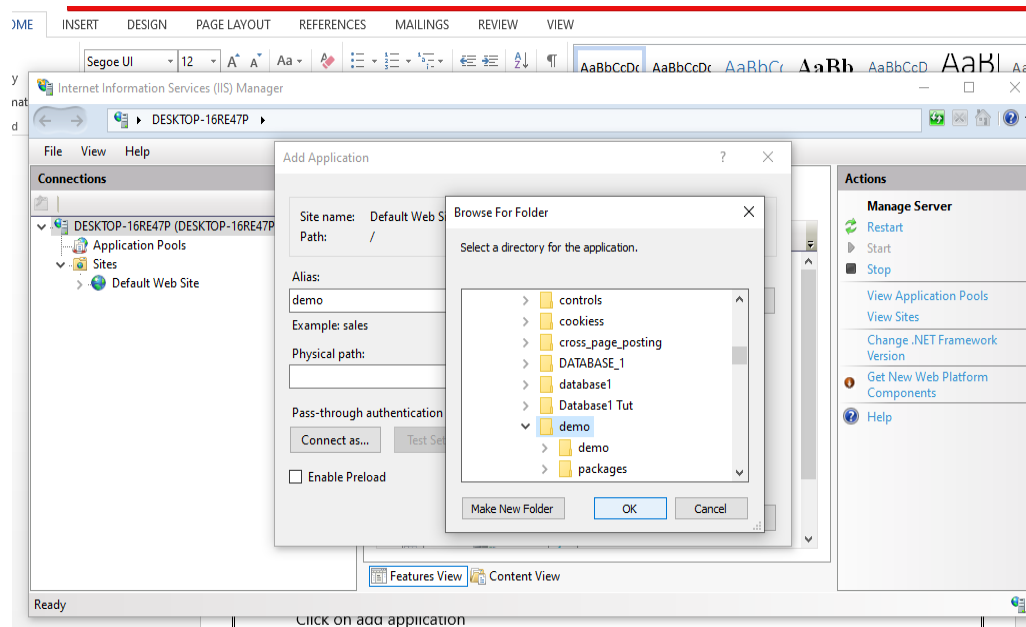 OME INSERT DESIGN PAGE LAYOUT REFERENCES MAILINGS REVIEW VIEW
Segoe UI 12 A A Aa
AaBbCcDc AaBbCcDc AaBbC AaBb AaBbCcD AaBl Aa
y
nat
d
Internet Information Services (IIS) Manager
DESKTOP-16RE47P
File View Help
Connections
DESKTOP-16RE47P (DESKTOP-16RE47P
Application Pools
Sites
Default Web Site
Add Application
?
Site name: Default Web Si
Path: /
Alias:
demo
Example: sales
Physical path:
Pass-through authentication
Connect as...
Test Set
Enable Preload
Browse For Folder
Select a directory for the application.
controls
cookiess
cross_page_posting
DATABASE_1
database1
Database1 Tut
demo
demo
packages
Make New Folder OK Cancel
Features View Content View
Actions
Manage Server
Restart
Start
Stop
View Application Pools
View Sites
Change .NET Framework
Version
Get New Web Platform
Components
Help
Ready
Click on add application